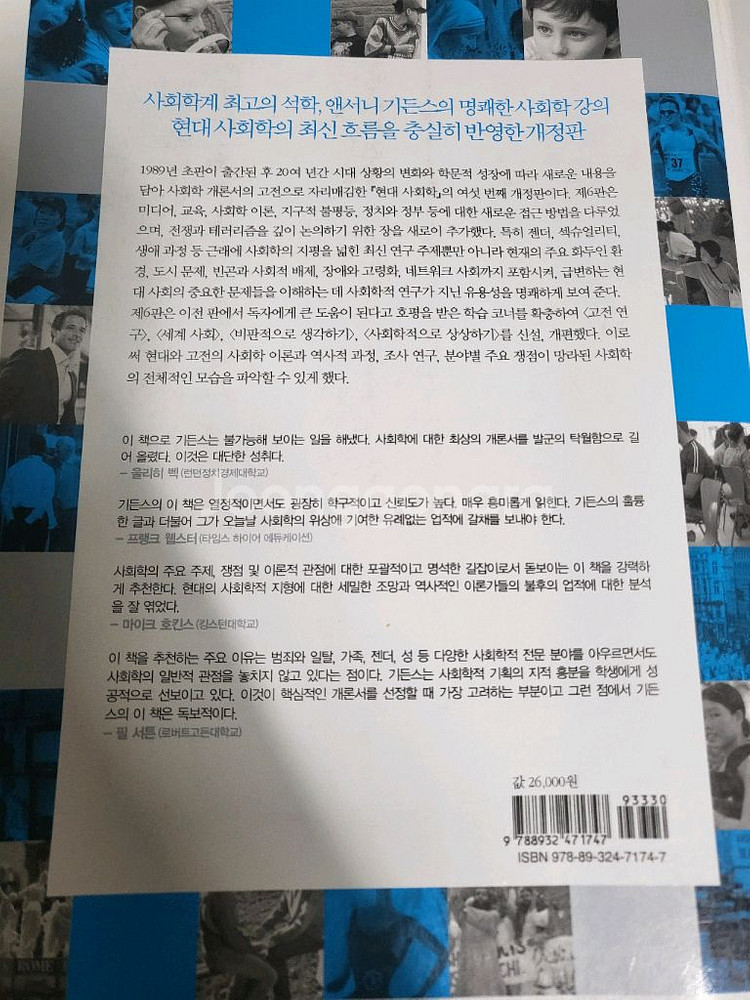 37
사회학계 최고의 석학, 앤서니 기든스의 명쾌한 사회학 강의
현대 사회학의 최신 흐름을 충실히 반영한 개정판
1989년 초판이 출간된 후 20여 년간 시대 상황의 변화와 학문적 성장에 따라 새로운 내용을
담아 사회학 개론서의 고전으로 자리매김한 『현대 사회학』의 여섯 번째 개정판이다. 제6판은
미디어, 교육, 사회학 이론, 지구적 불평등, 정치와 정부 등에 대한 새로운 접근 방법을 다루었
으며, 전쟁과 테러리즘을 깊이 논의하기 위한 장을 새로이 추가했다. 특히 젠더, 섹슈얼리티,
생애 과정 등 근래에 사회학의 지평을 넓힌 최신 연구 주제뿐만 아니라 현재의 주요 화두인 환
경, 도시 문제, 빈곤과 사회적 배제, 장애와 고령화, 네트워크 사회까지 포함시켜, 급변하는 현
대 사회의 중요한 문제들을 이해하는 데 사회학적 연구가 지닌 유용성을 명쾌하게 보여 준다.
제6판은 이전 판에서 독자에게 큰 도움이 된다고 호평을 받은 학습 코너를 확충하여 〈고전 연
구〉, 〈세계 사회〉, 〈비판적으로 생각하기〉, 〈사회학적으로 상상하기〉를 신설, 개편했다. 이로
써 현대와 고전의 사회학 이론과 역사적 과정, 조사 연구, 분야별 주요 쟁점이 망라된 사회학
의 전체적인 모습을 파악할 수 있게 했다.
이 책으로 기든스는 불가능해 보이는 일을 해냈다. 사회학에 대한 최상의 개론서를 발군의 탁월함으로 길
어 올렸다. 이것은 대단한 성취다.
– 울리히 벡 (런던정치경제대학교)
기든스의 이 책은 열정적이면서도 굉장히 학구적이고 신뢰도가 높다. 매우 흥미롭게 읽힌다. 기든스의 훌륭
한 글과 더불어 그가 오늘날 사회학의 위상에 기여한 유례없는 업적에 갈채를 보내야 한다.
– 프랭크 웹스터 (타임스 하이어 에듀케이션)
사회학의 주요 주제, 쟁점 및 이론적 관점에 대한 포괄적이고 명석한 길잡이로서 돋보이는 이 책을 강력하
게 추천한다. 현대의 사회학적 지형에 대한 세밀한 조망과 역사적인 이론가들의 불후의 업적에 대한 분석
을 잘 엮었다.
– 마이크 호킨스 (킹스턴대학교)
이 책을 추천하는 주요 이유는 범죄와 일탈, 가족, 젠더, 성 등 다양한 사회학적 전문 분야를 아우르면서도
사회학의 일반적 관점을 놓치지 않고 있다는 점이다. 기든스는 사회학적 기획의 지적 흥분을 학생에게 성
공적으로 선보이고 있다. 이것이 핵심적인 개론서를 선정할 때 가장 고려하는 부분이고 그런 점에서 기든
스의 이 책은 독보적이다.
– 필 서튼 (로버트고든대학교)
값 26,000원
93330
9 788932 471747
ISBN 978-89-324-7174-7
ROME